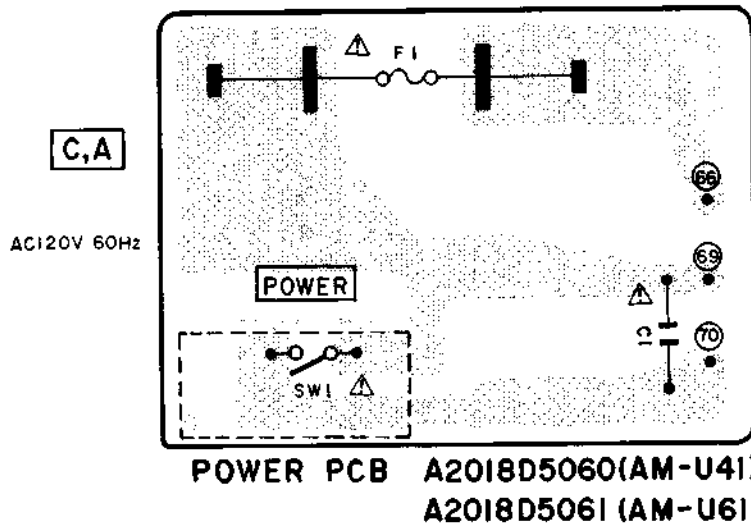 F1
C,A
66
AC120V 60Hz
69
POWER
C1
70
SW1
POWER PCB A2018D5060(AM-U41)
A2018D5061 (AM-U61